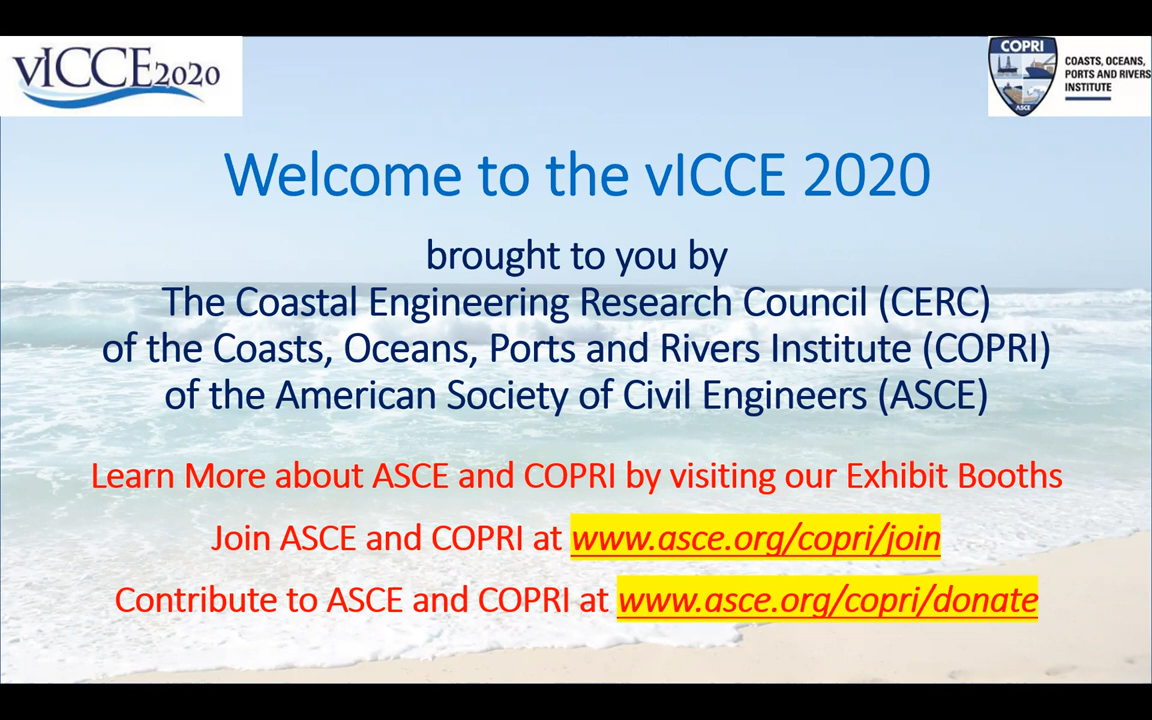 vICCE2020
COPRI
ASCE
COASTS, OCEANS,
PORTS AND RIVERS
INSTITUTE
Welcome to the vICCE 2020
brought to you by
The Coastal Engineering Research Council (CERC)
of the Coasts, Oceans, Ports and Rivers Institute (COPRI)
of the American Society of Civil Engineers (ASCE)
Learn More about ASCE and COPRI by visiting our Exhibit Booths
Join ASCE and COPRI at www.asce.org/copri/join
Contribute to ASCE and COPRI at www.asce.org/copri/donate